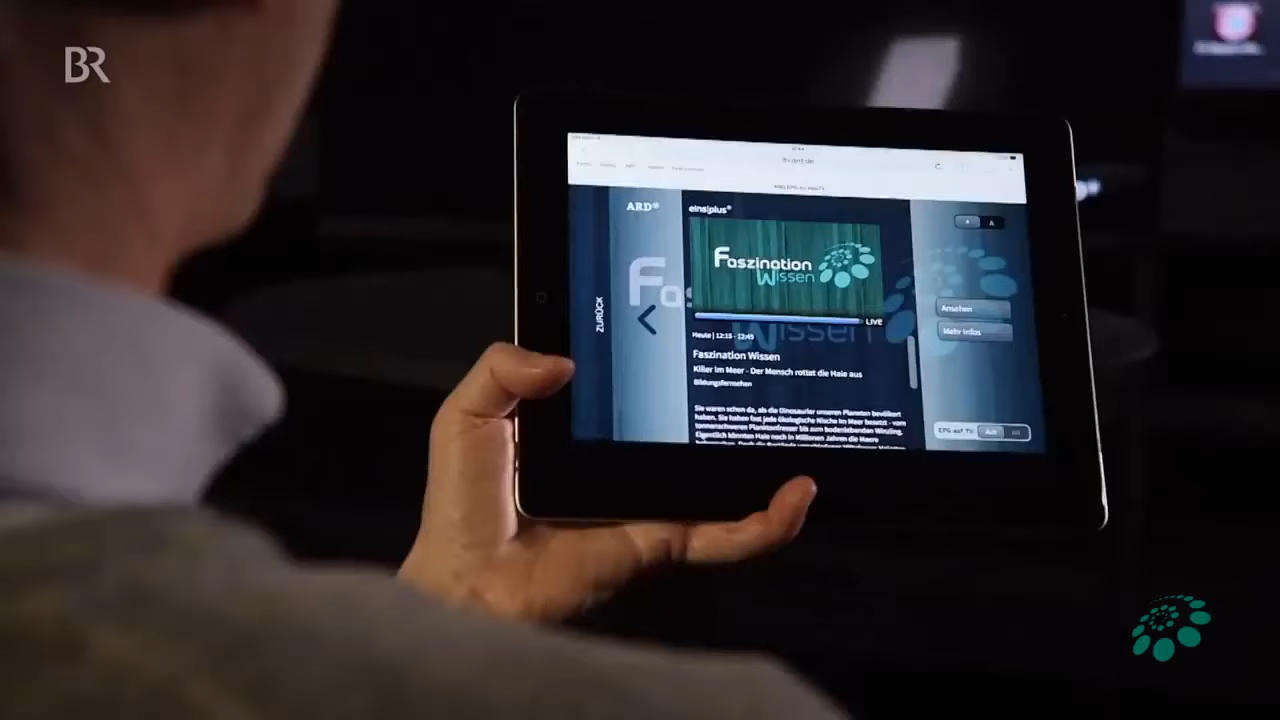 BR
ARD
einsplus
Faszination
Wissen
LIVE
ZURÜCK
Heute | 12:15 - 12:45
Faszination Wissen
Killer im Meer - Der Mensch rottet die Haie aus
Bildungsfernsehen
Sie waren schon da, als die Dinosaurier unseren Planeten bevölkert
haben. Sie haben fast jede ökologische Nische im Meer besetzt - vom
tonnenschweren Planktonfresser bis zum bodenlebenden Winzling.
Eigentlich könnten Haie noch in Millionen Jahren die Meere
Ansehen
Mehr Infos
EPG auf TV: